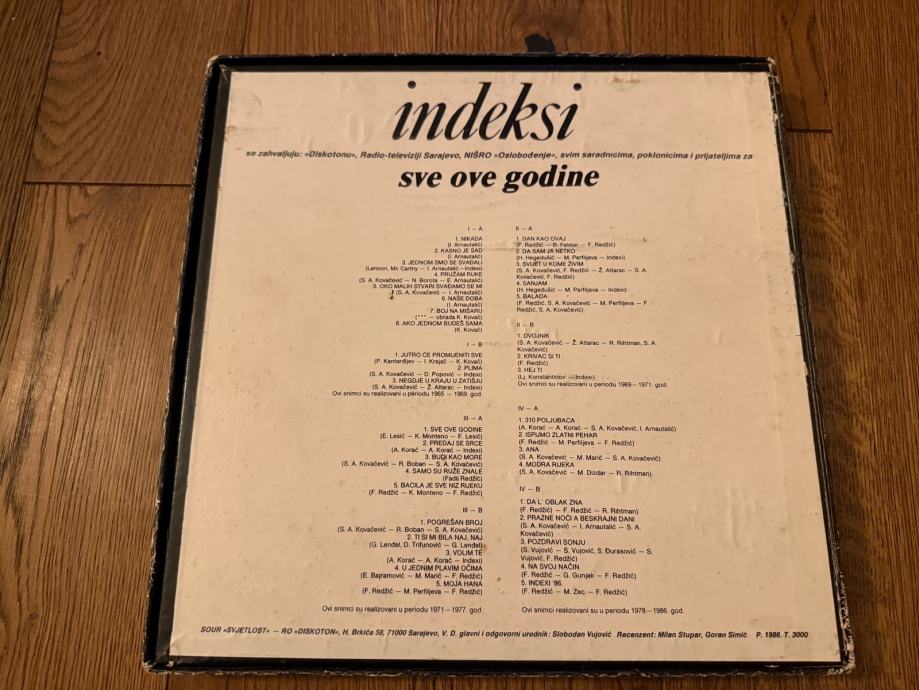 indeksi
se zahvaljuju: »Diskotonu«, Radio-televiziji Sarajevo, NIŠRO »Oslobođenje«, svim saradnicima, poklonicima i prijateljima za
sve ove godine
I — A
1. NIKADA
(I. Arnautalić)
2. KASNO JE SAD
(I. Arnautalić)
3. JEDNOM SMO SE SVAĐALI
(Lennon, Mc Cartny — I. Arnautalić—Indexi)
4. PRUŽAM RUKE
(S. A. Kovačević — N. Borota — E. Arnautalić)
5. OKO MALIH STVARI SVAĐAMO SE MI
(S. A. Kovačević — I. Arnautalić)
6. NAŠE DOBA
(I. Arnautalić)
7. BOJ NA MIŠARU
(*** — obrada K. Kovač)
8. AKO JEDNOM BUDEŠ SAMA
(K. Kovač)
I — B
1. JUTRO ĆE PROMIJENITI SVE
(P. Kantardijev — I. Krajač — K. Kovač)
2. PLIMA
(S. A. Kovačević — D. Popović — Indexi)
3. NEGDJE U KRAJU U ZATIŠJU
(S. A. Kovačević — Ž. Altarac — Indexi)
Ovi snimci su realizovani u periodu 1965 — 1969. god.
II — A
1. DAN KAO OVAJ
(F. Redžić — B. Falatar — F. Redžić)
2. DA SAM JA NETKO
(H. Hegedušić — M. Perfiljeva — Indexi)
3. SVIJET U KOME ŽIVIM
(S. A. Kovačević, F. Redžić — Ž. Altarac — S. A.
Kovačević, F. Redžić)
4. SANJAM
(H. Hegedušić — M. Perfiljeva — Indexi)
5. BALADA
(F. Redžić, S. A. Kovačević — M. Perfiljeva — F.
Redžić, S. A. Kovačević)
II — B
1. DVOJNIK
(S. A. Kovačević — Ž. Altarac — R. Rihtman, S. A.
Kovačević)
2. KRIVAC SI TI
(F. Redžić)
3. HEJ TI
(Lj. Konstantinov —Indexi)
Ovi snimci su realizovani u periodu 1969—1971. god.
III — A
1. SVE OVE GODINE
(E. Lesić — K. Monteno — E. Lesić)
2. PREDAJ SE SRCE
(A. Korać — A. Korać — Indexi)
3. BUDI KAO MORE
(S. A. Kovačević — R. Boban — S. A. Kovačević)
4. SAMO SU RUŽE ZNALE
(Fadil Redžić)
5. BACILA JE SVE NIZ RIJEKU
(F. Redžić — K. Monteno — F. Redžić)
III — B
1. POGREŠAN BROJ
(S. A. Kovačević — R. Boban — S. A. Kovačević)
2. TI SI MI BILA NAJ, NAJ
(G. Lenđel, D. Trifunović — G. Lenđel)
3. VOLIM TE
(A. Korać — A. Korać — Indexi)
4. U JEDNIM PLAVIM OČIMA
(E. Bajramović — M. Marić — F. Redžić)
5. MOJA HANA
(F. Redžić — M. Perfiljeva — F. Redžić)
Ovi snimci su realizovani u periodu 1971—1977. god.
IV — A
1. 310 POLJUBACA
(A. Korać — A. Korać — S. A. Kovačević, I. Arnautalić)
2. ISPIJMO ZLATNI PEHAR
(F. Redžić — M. Perfiljeva — F. Redžić)
3. ANA
(S. A. Kovačević — M. Marić — S. A. Kovačević)
4. MODRA RIJEKA
(S. A. Kovačević — M. Dizdar — R. Rihtman)
IV — B
1. DA L' OBLAK ZNA
(F. Redžić — F. Redžić — R. Rihtman)
2. PRAZNE NOĆI A BESKRAJNI DANI
(S. A. Kovačević — I. Arnautalić — S. A.
Kovačević)
3. POZDRAVI SONJU
(S. Vujović — S. Vujović, S. Đurasović — S.
Vujović, F. Redžić)
4. NA SVOJ NAČIN
(F. Redžić — G. Gunjak — F. Redžić)
5. INDEXI '86.
(F. Redžić — M. Zec — F. Redžić)
Ovi snimci su realizovani su u periodu 1978—1986. god.
SOUR »SVJETLOST« — RO »DISKOTON«, H. Brkića 58, 71000 Sarajevo, V. D. glavni i odgovorni urednik: Slobodan Vujović Recenzent: Milan Stupar, Goran Simić P. 1986. T. 3000